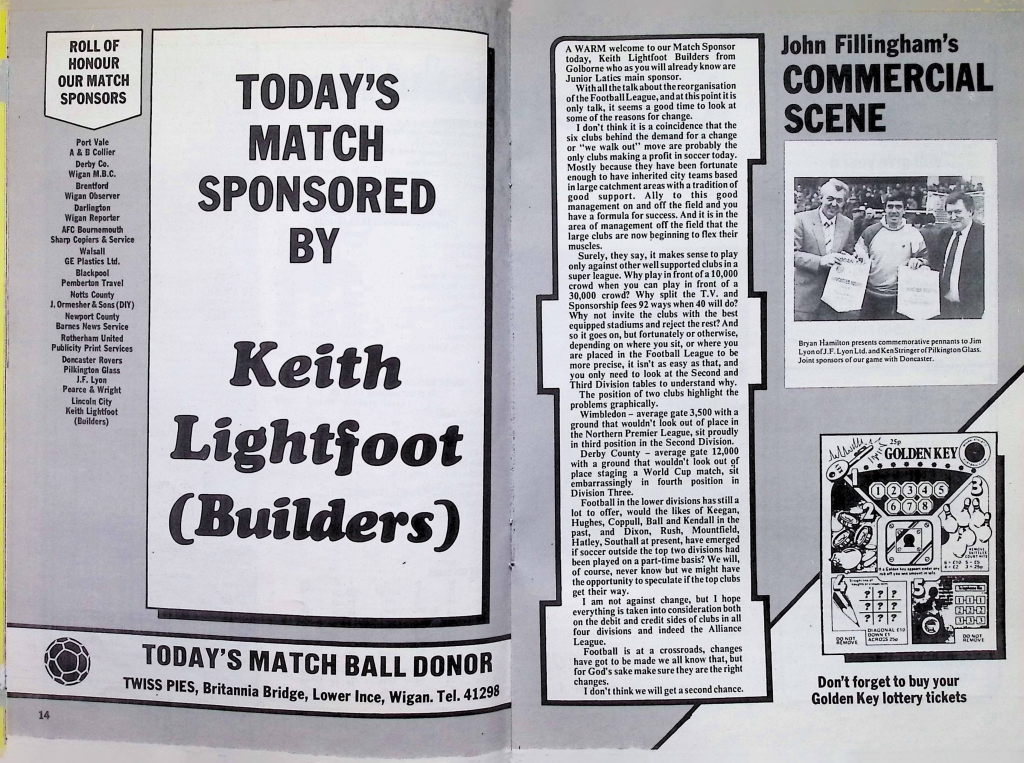 ROLL OF
HONOUR
OUR MATCH
SPONSORS
Port Vale
A & B Collier
Derby Co.
Wigan M.B.C.
Brentford
Wigan Observer
Darlington
Wigan Reporter
AFC Bournemouth
Sharp Copiers & Service
Walsall
GE Plastics Ltd.
Blackpool
Pemberton Travel
Notts County
J. Ormesher & Sons (DIY)
Newport County
Barnes News Service
Rotherham United
Publicity Print Services
Doncaster Rovers
Pilkington Glass
J.F. Lyon
Pearce & Wright
Lincoln City
Keith Lightfoot
(Builders)
TODAY'S
MATCH
SPONSORED
BY
Keith
Lightfoot
(Builders)
TODAY'S MATCH BALL DONOR
TWISS PIES, Britannia Bridge, Lower Ince, Wigan. Tel. 41298
14
A WARM welcome to our Match Sponsor
today, Keith Lightfoot Builders from
Golborne who as you will already know are
Junior Latics main sponsor.
With all the talk about the reorganisation
of the Football League, and at this point it is
only talk, it seems a good time to look at
some of the reasons for change.
I don't think it is a coincidence that the
six clubs behind the demand for a change
or "we walk out" move are probably the
only clubs making a profit in soccer today.
Mostly because they have been fortunate
enough to have inherited city teams based
in large catchment areas with a tradition of
good support. Ally to this good
management on and off the field and you
have a formula for success. And it is in the
area of management off the field that the
large clubs are now beginning to flex their
muscles.
Surely, they say, it makes sense to play
only against other well supported clubs in a
super league. Why play in front of a 10,000
crowd when you can play in front of a
30,000 crowd? Why split the T.V. and
Sponsorship fees 92 ways when 40 will do?
Why not invite the clubs with the best
equipped stadiums and reject the rest? And
so it goes on, but fortunately or otherwise,
depending on where you sit, or where you
are placed in the Football League to be
more precise, it isn't as easy as that, and
you only need to look at the Second and
Third Division tables to understand why.
The position of two clubs highlight the
problems graphically.
Wimbledon – average gate 3,500 with a
ground that wouldn't look out of place in
the Northern Premier League, sit proudly
in third position in the Second Division.
Derby County – average gate 12,000
with a ground that wouldn't look out of
place staging a World Cup match, sit
embarrassingly in fourth position in
Division Three.
Football in the lower divisions has still a
lot to offer, would the likes of Keegan,
Hughes, Coppull, Ball and Kendall in the
past, and Dixon, Rush, Mountfield,
Hatley, Southall at present, have emerged
if soccer outside the top two divisions had
been played on a part-time basis? We will,
of course, never know but we might have
the opportunity to speculate if the top clubs
get their way.
I am not against change, but I hope
everything is taken into consideration both
on the debit and credit sides of clubs in all
four divisions and indeed the Alliance
League.
Football is at a crossroads, changes
have got to be made we all know that, but
for God's sake make sure they are the right
changes.
I don't think we will get a second chance.
John Fillingham's
COMMERCIAL
SCENE
Bryan Hamilton presents commemorative pennants to Jim
Lyon of J.F. Lyon Ltd. and Ken Stringer of Pilkington Glass.
Joint sponsors of our game with Doncaster.
25p
GOLDEN KEY
1
1 2 3 4 5
6 7 8
2
3
REMOVE
SKITTLES
COUNT HITS
4
? ? ?
? ? ?
? ? ?
DIAGONAL £10
DOWN £1
ACROSS 25p
DO NOT
REMOVE
5
DO NOT
REMOVE
Don't forget to buy your
Golden Key lottery tickets